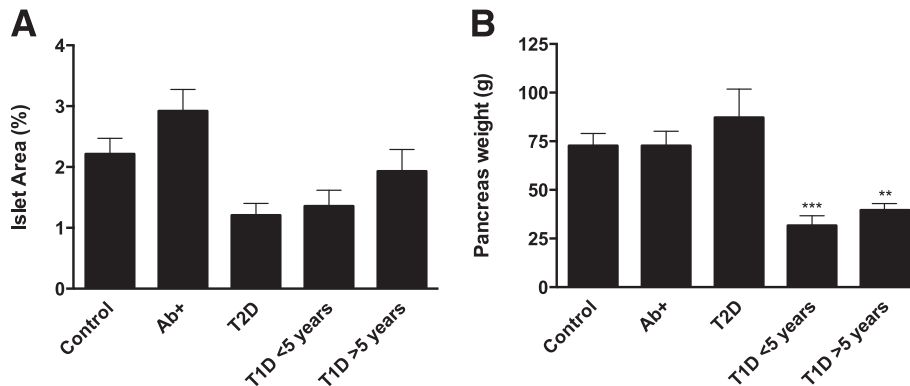 A
Islet Area (%)
4
3
2
1
0
Control
Ab+
T2D
T1D <5 years
T1D >5 years
B
Pancreas weight (g)
125
100
75
50
25
0
***
**
Control
Ab+
T2D
T1D <5 years
T1D >5 years